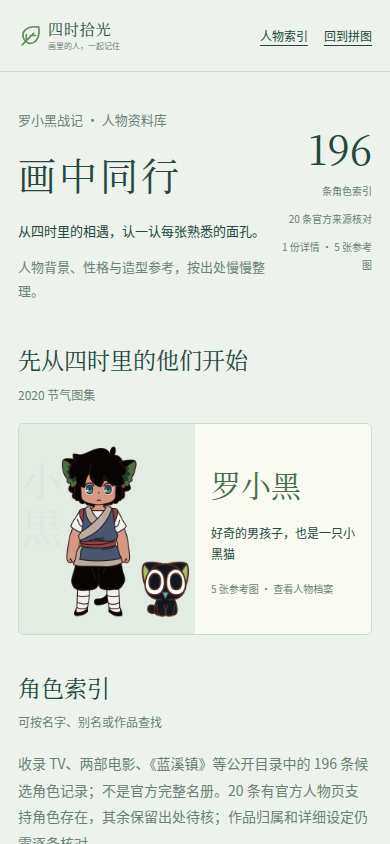 四时拾光
画里的人，一起记住
人物索引
回到拼图
罗小黑战记 · 人物资料库
画中同行
从四时里的相遇，认一认每张熟悉的面孔。
人物背景、性格与造型参考，按出处慢慢整
理。
196
条角色索引
20 条官方来源核对
1 份详情 · 5 张参考
图
先从四时里的他们开始
2020 节气图集
小
黑
罗小黑
好奇的男孩子，也是一只小
黑猫
5 张参考图 · 查看人物档案
角色索引
可按名字、别名或作品查找
收录 TV、两部电影、《蓝溪镇》等公开目录中的 196 条候
选角色记录；不是官方完整名册。20 条有官方人物页支
持角色存在，其余保留出处待核；作品归属和详细设定仍
需逐条核对